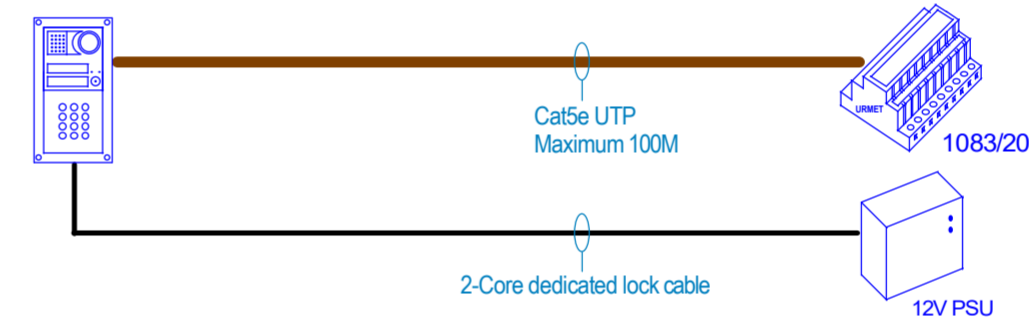 Cat5e UTP
Maximum 100M
URMET
1083/20
2-Core dedicated lock cable
12V PSU